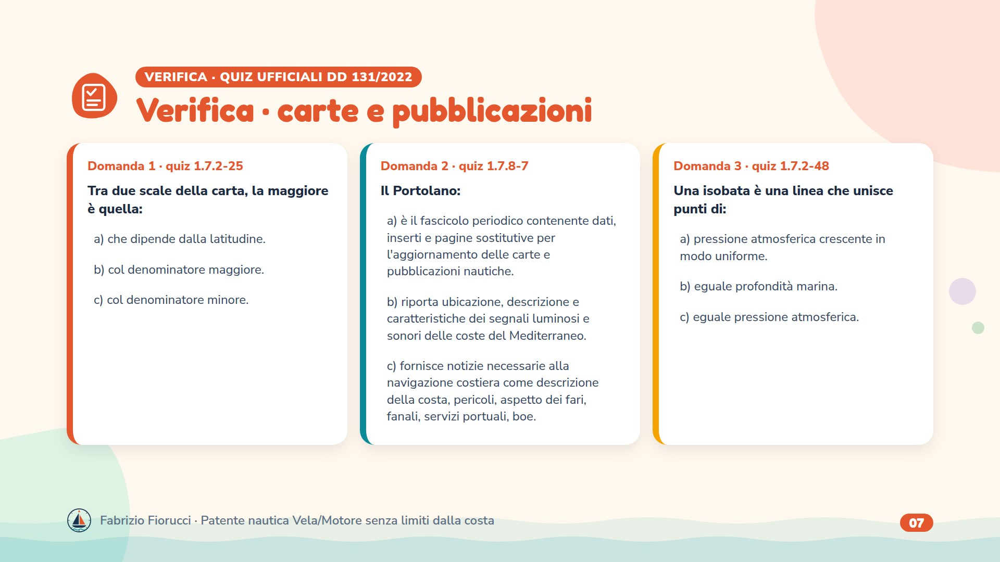 VERIFICA · QUIZ UFFICIALI DD 131/2022
Verifica · carte e pubblicazioni
Domanda 1 · quiz 1.7.2-25
Tra due scale della carta, la maggiore
è quella:
a) che dipende dalla latitudine.
b) col denominatore maggiore.
c) col denominatore minore.
Domanda 2 · quiz 1.7.8-7
Il Portolano:
a) è il fascicolo periodico contenente dati,
inserti e pagine sostitutive per
l'aggiornamento delle carte e
pubblicazioni nautiche.
b) riporta ubicazione, descrizione e
caratteristiche dei segnali luminosi e
sonori delle coste del Mediterraneo.
c) fornisce notizie necessarie alla
navigazione costiera come descrizione
della costa, pericoli, aspetto dei fari,
fanali, servizi portuali, boe.
Domanda 3 · quiz 1.7.2-48
Una isobata è una linea che unisce
punti di:
a) pressione atmosferica crescente in
modo uniforme.
b) eguale profondità marina.
c) eguale pressione atmosferica.
Fabrizio Fiorucci · Patente nautica Vela/Motore senza limiti dalla costa
07